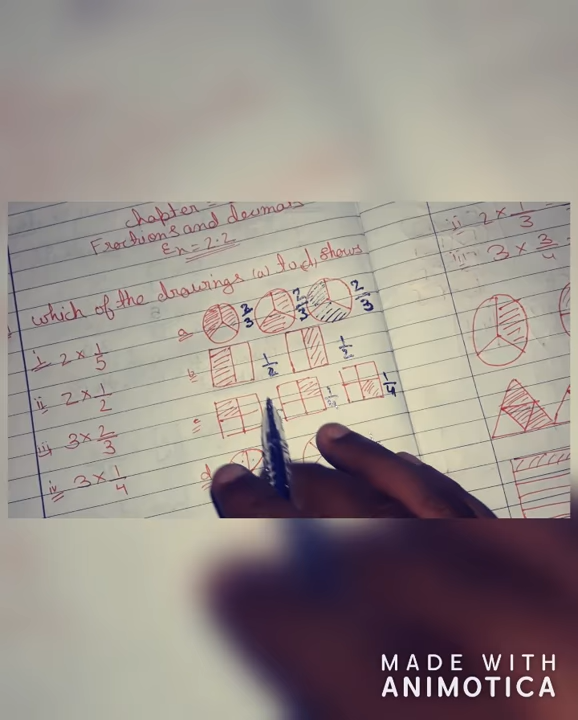 chapter
Fractions and decimals
Ex = 2.2
which of the drawings (a) to (d) shows
i 2 × 1/5
ii 2 × 1/2
iii 3 × 2/3
iv 3 × 1/4
a 2/3 2/3 2/3
b 1/2 1/2
c 1/4 1/4
d
ii 2 × 1/3
iii 3 × 3/4
MADE WITH
ANIMOTICA